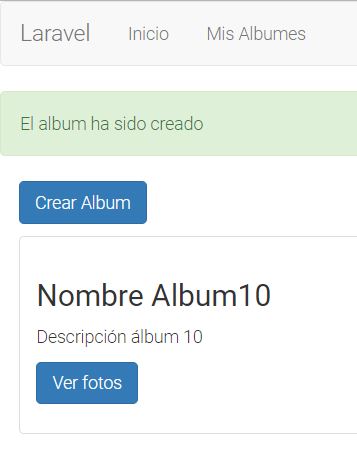 Laravel Inicio Mis Albumes
El album ha sido creado
Crear Album
Nombre Album10
Descripción álbum 10
Ver fotos